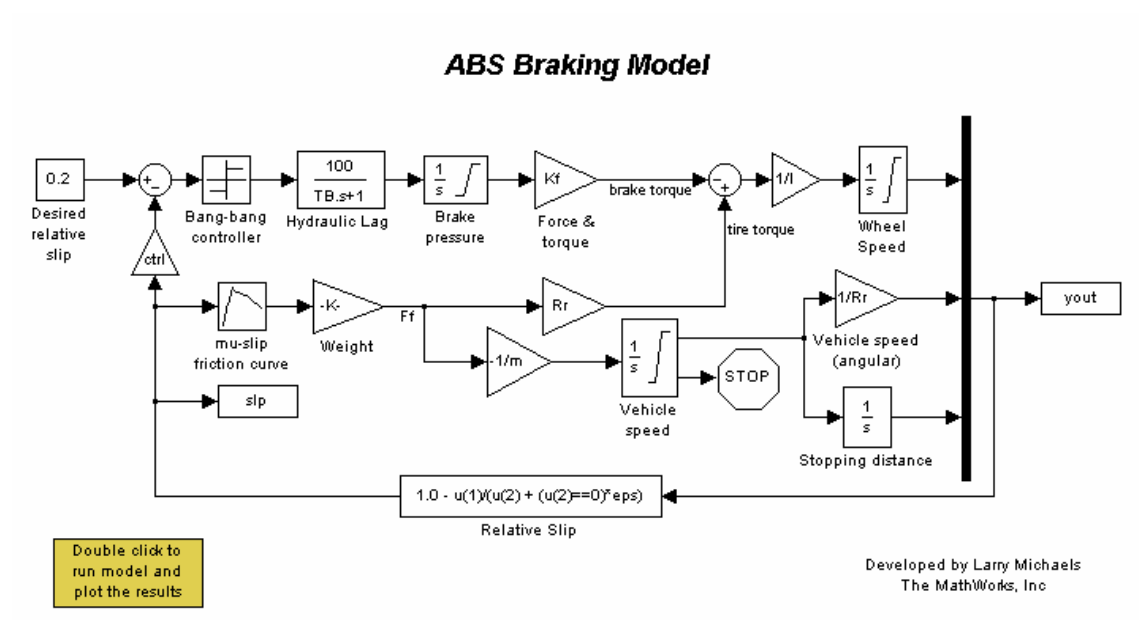 ABS Braking Model
0.2
Desired
relative
slip
+
-
Bang-bang
controller
100
TB.s+1
Hydraulic Lag
1
s
Brake
pressure
Kf
Force &
torque
brake torque
-
+
tire torque
1/I
1
s
Wheel
Speed
ctrl
mu-slip
friction curve
-K-
Weight
Ff
Rr
-1/m
1
s
Vehicle
speed
STOP
1/Rr
Vehicle speed
(angular)
1
s
Stopping distance
yout
slp
1.0 - u(1)/(u(2) + (u(2)==0)*eps)
Relative Slip
Double click to
run model and
plot the results
Developed by Larry Michaels
The MathWorks, Inc